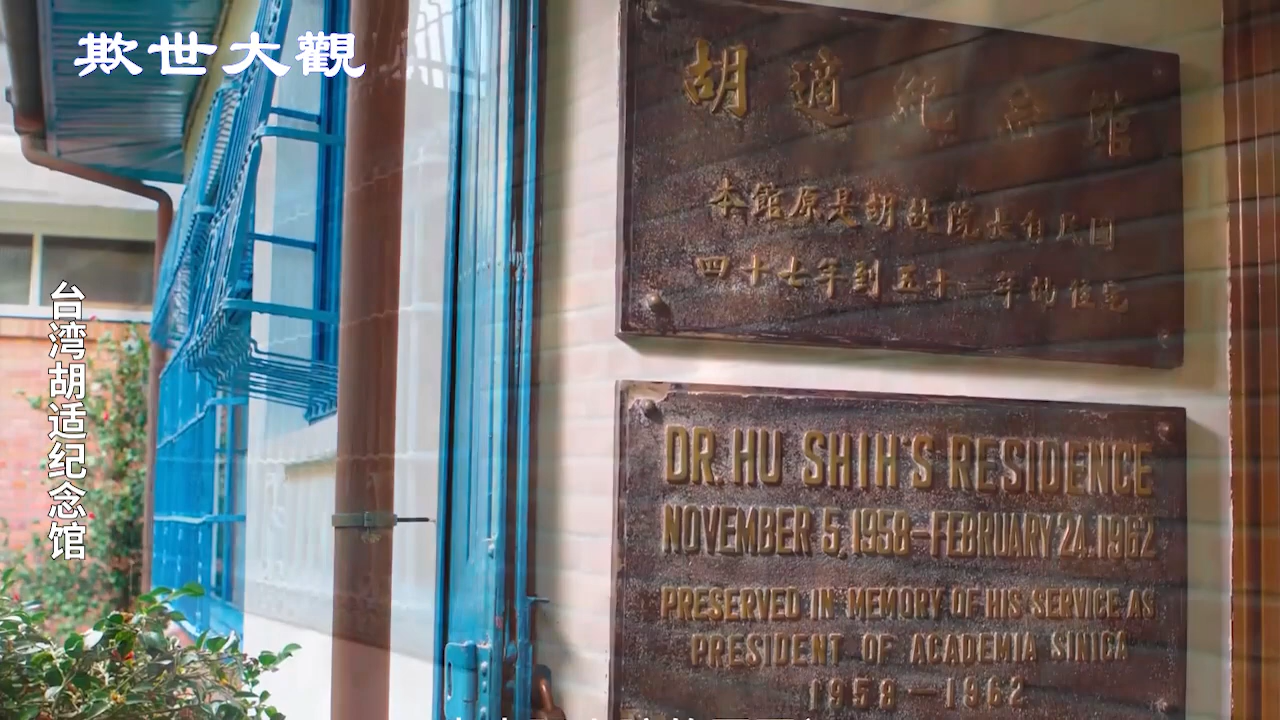 欺世大觀
台湾胡适纪念馆
胡適紀念館
本館原是胡故院長自民國
四十七年到五十一年的住宅
DR. HU SHIH'S RESIDENCE
NOVEMBER 5, 1958-FEBRUARY 24, 1962
PRESERVED IN MEMORY OF HIS SERVICE AS
PRESIDENT OF ACADEMIA SINICA
1958-1962